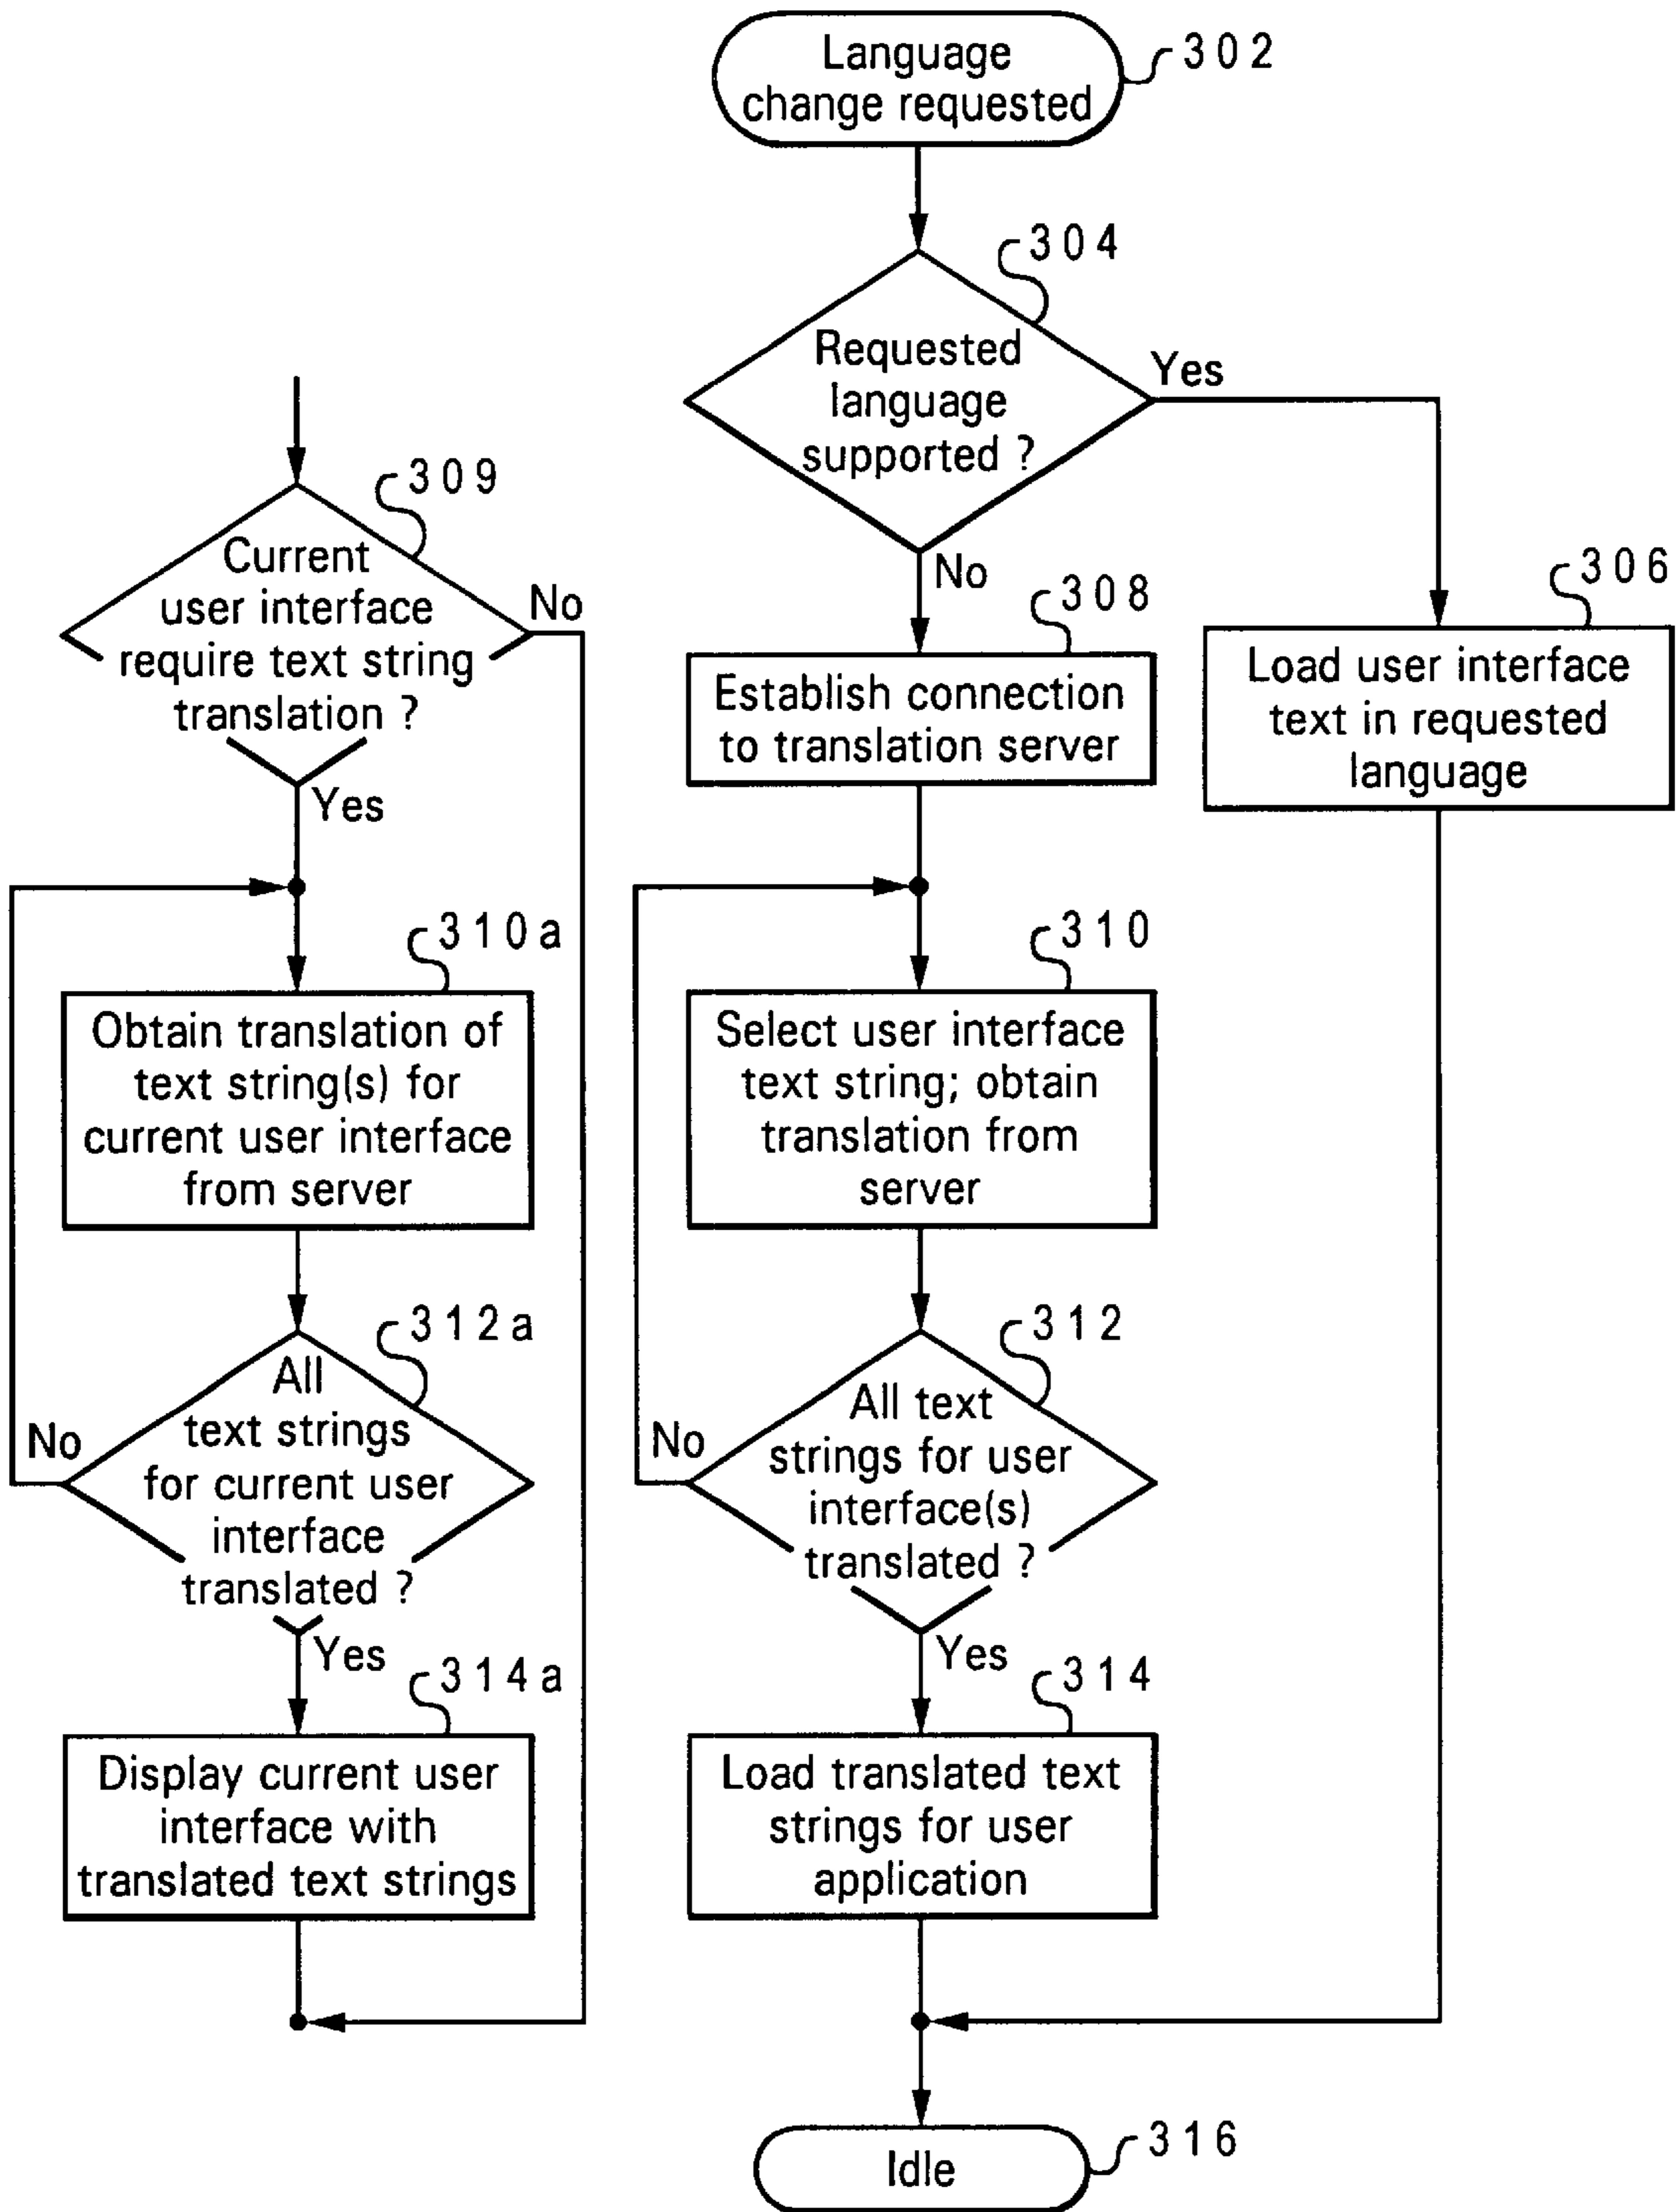 Language
change requested
302
304
Requested
language
supported ?
Yes
No
309
Current
user interface
require text string
translation ?
No
Yes
308
Establish connection
to translation server
306
Load user interface
text in requested
language
310a
Obtain translation of
text string(s) for
current user interface
from server
310
Select user interface
text string; obtain
translation from
server
312a
All
text strings
for current user
interface
translated ?
No
Yes
312
All text
strings for user
interface(s)
translated ?
No
Yes
314a
Display current user
interface with
translated text strings
314
Load translated text
strings for user
application
Idle
316